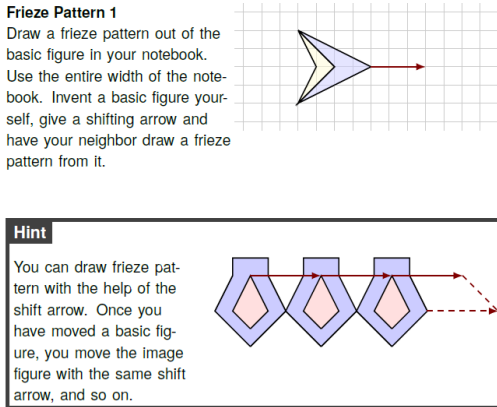 Frieze Pattern 1
Draw a frieze pattern out of the
basic figure in your notebook.
Use the entire width of the note-
book. Invent a basic figure your-
self, give a shifting arrow and
have your neighbor draw a frieze
pattern from it.
Hint
You can draw frieze pat-
tern with the help of the
shift arrow. Once you
have moved a basic fig-
ure, you move the image
figure with the same shift
arrow, and so on.